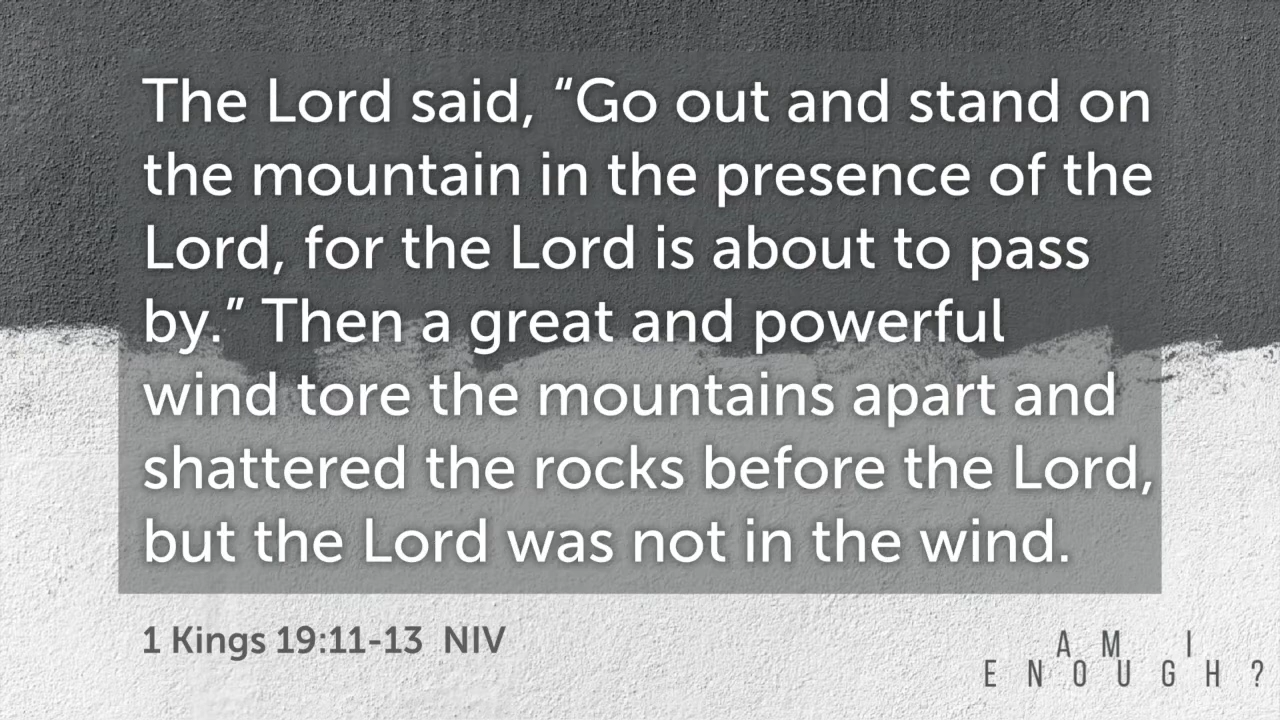 The Lord said, “Go out and stand on
the mountain in the presence of the
Lord, for the Lord is about to pass
by.” Then a great and powerful
wind tore the mountains apart and
shattered the rocks before the Lord,
but the Lord was not in the wind.
1 Kings 19:11-13 NIV
AM I
ENOUGH?